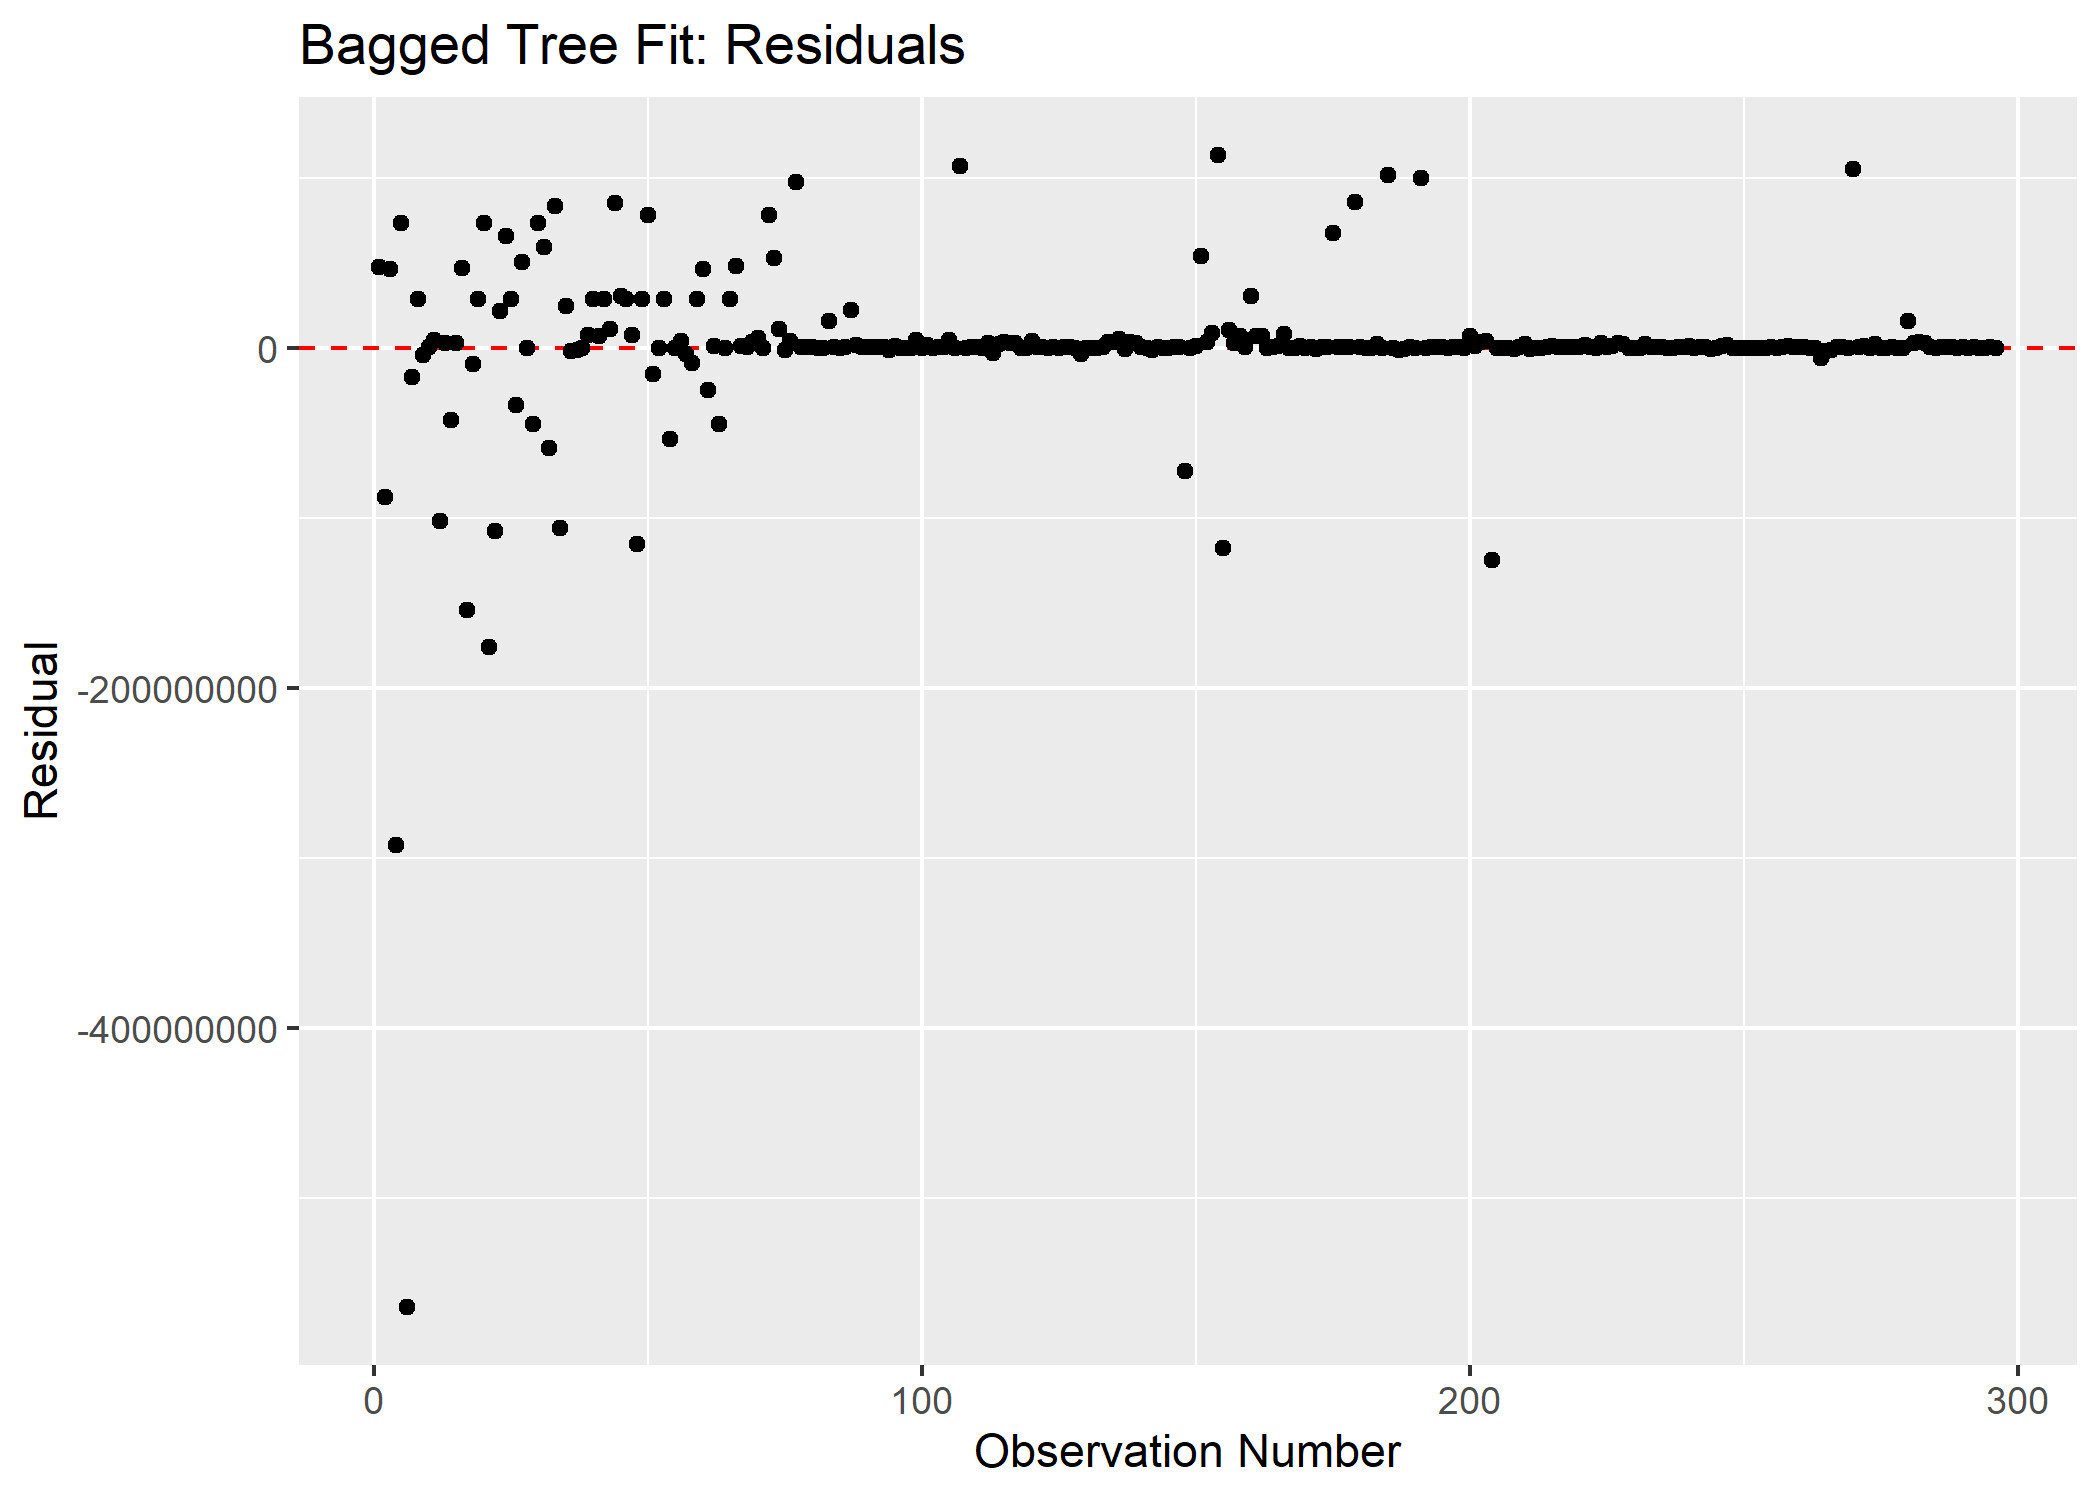 Bagged Tree Fit: Residuals
0
-200000000
-400000000
Residual
0 100 200 300
Observation Number